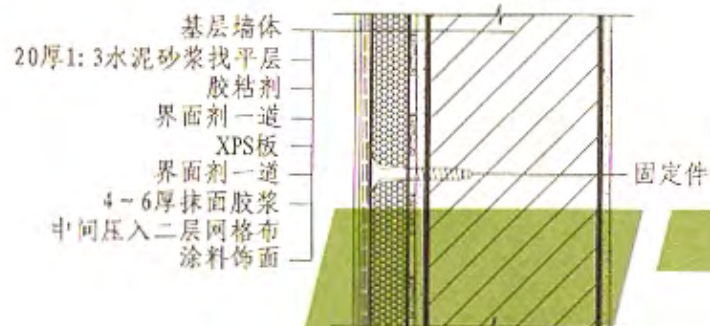 基层墙体
20厚1:3水泥砂浆找平层
胶粘剂
界面剂一道
XPS板
界面剂一道
固定件
4~6厚抹面胶浆
中间压入二层网格布
涂料饰面